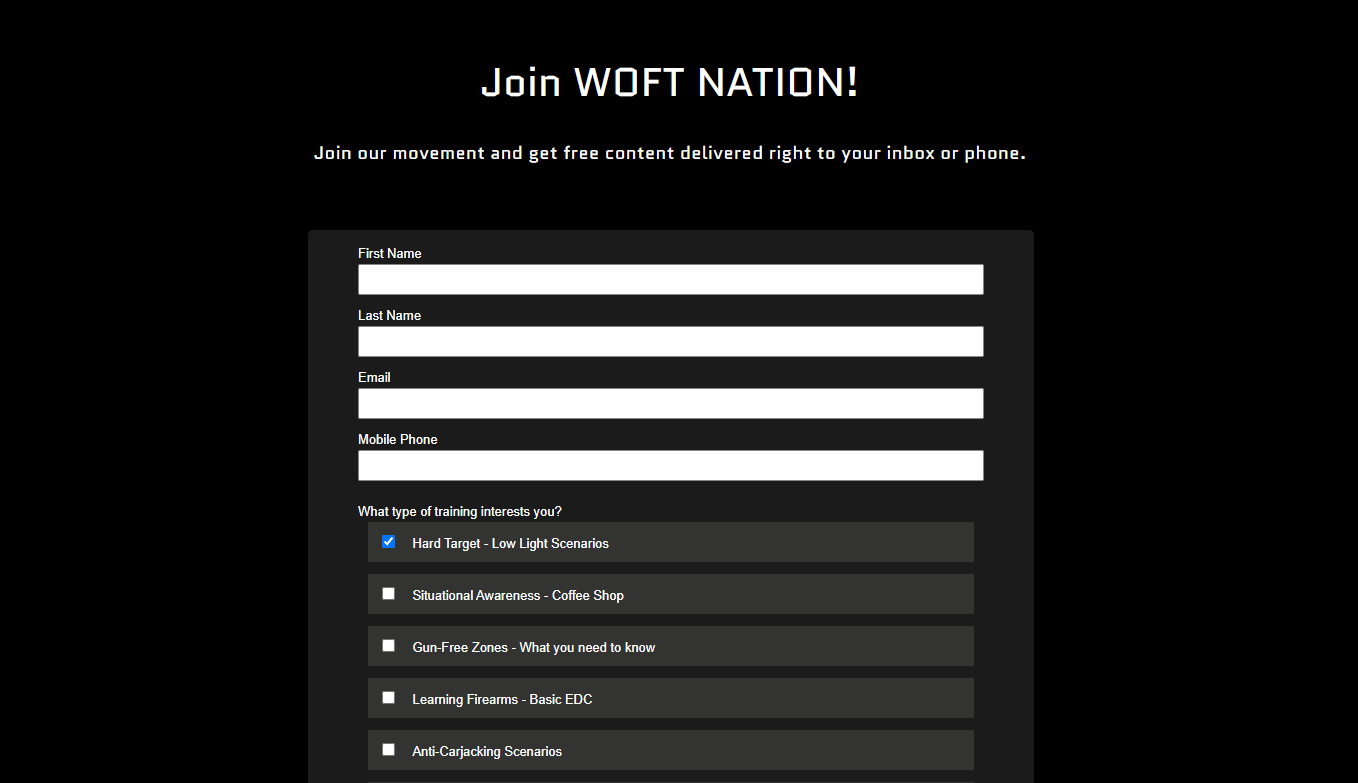 Join WOFT NATION!
Join our movement and get free content delivered right to your inbox or phone.
First Name
Last Name
Email
Mobile Phone
What type of training interests you?
Hard Target - Low Light Scenarios
Situational Awareness - Coffee Shop
Gun-Free Zones - What you need to know
Learning Firearms - Basic EDC
Anti-Carjacking Scenarios